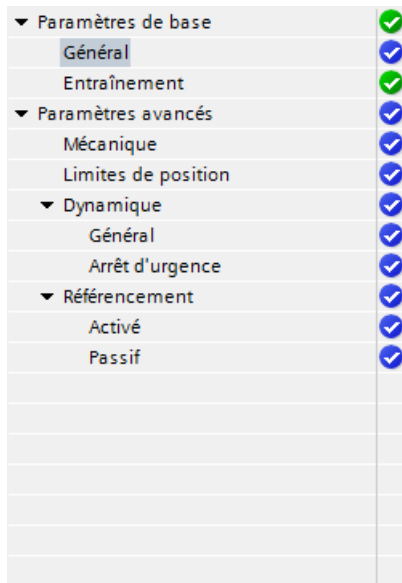 Paramètres de base
Général
Entraînement
Paramètres avancés
Mécanique
Limites de position
Dynamique
Général
Arrêt d'urgence
Référencement
Activé
Passif